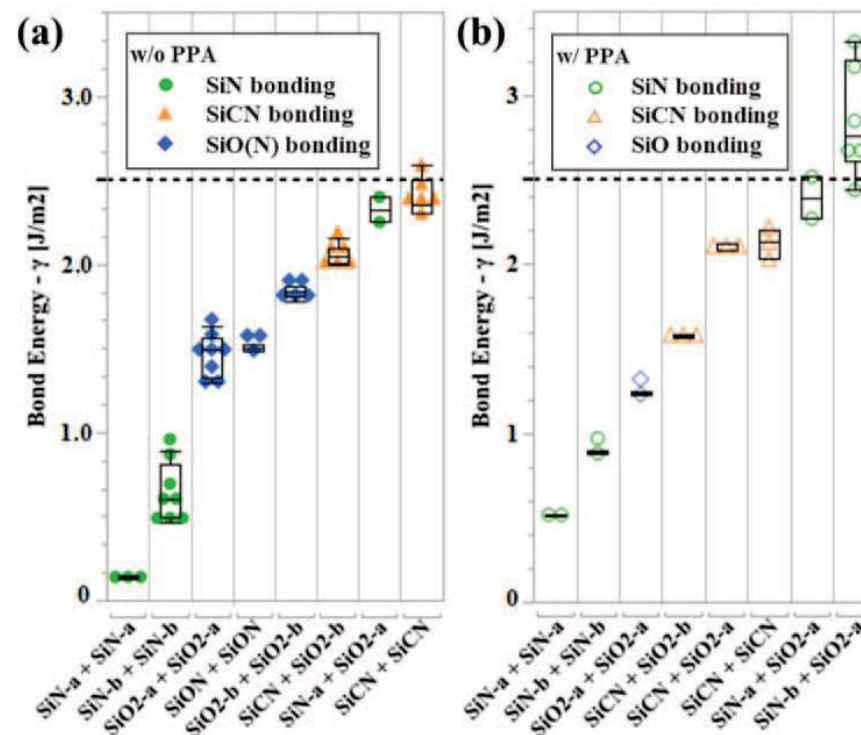 (a)
w/o PPA
SiN bonding
SiCN bonding
SiO(N) bonding
Bond Energy - γ [J/m2]
3.0
2.0
1.0
0
SiN-a + SiN-a
SiN-b + SiN-b
SiO2-a + SiO2-a
SiON + SiON
SiO2-b + SiO2-b
SiCN + SiO2-b
SiN-a + SiO2-a
SiCN + SiCN
(b)
w/ PPA
SiN bonding
SiCN bonding
SiO bonding
Bond Energy - γ [J/m2]
3
2
1
0
SiN-a + SiN-a
SiN-b + SiN-b
SiO2-a + SiO2-a
SiCN + SiO2-b
SiCN + SiO2-a
SiCN + SiCN
SiN-a + SiO2-a
SiN-b + SiO2-a